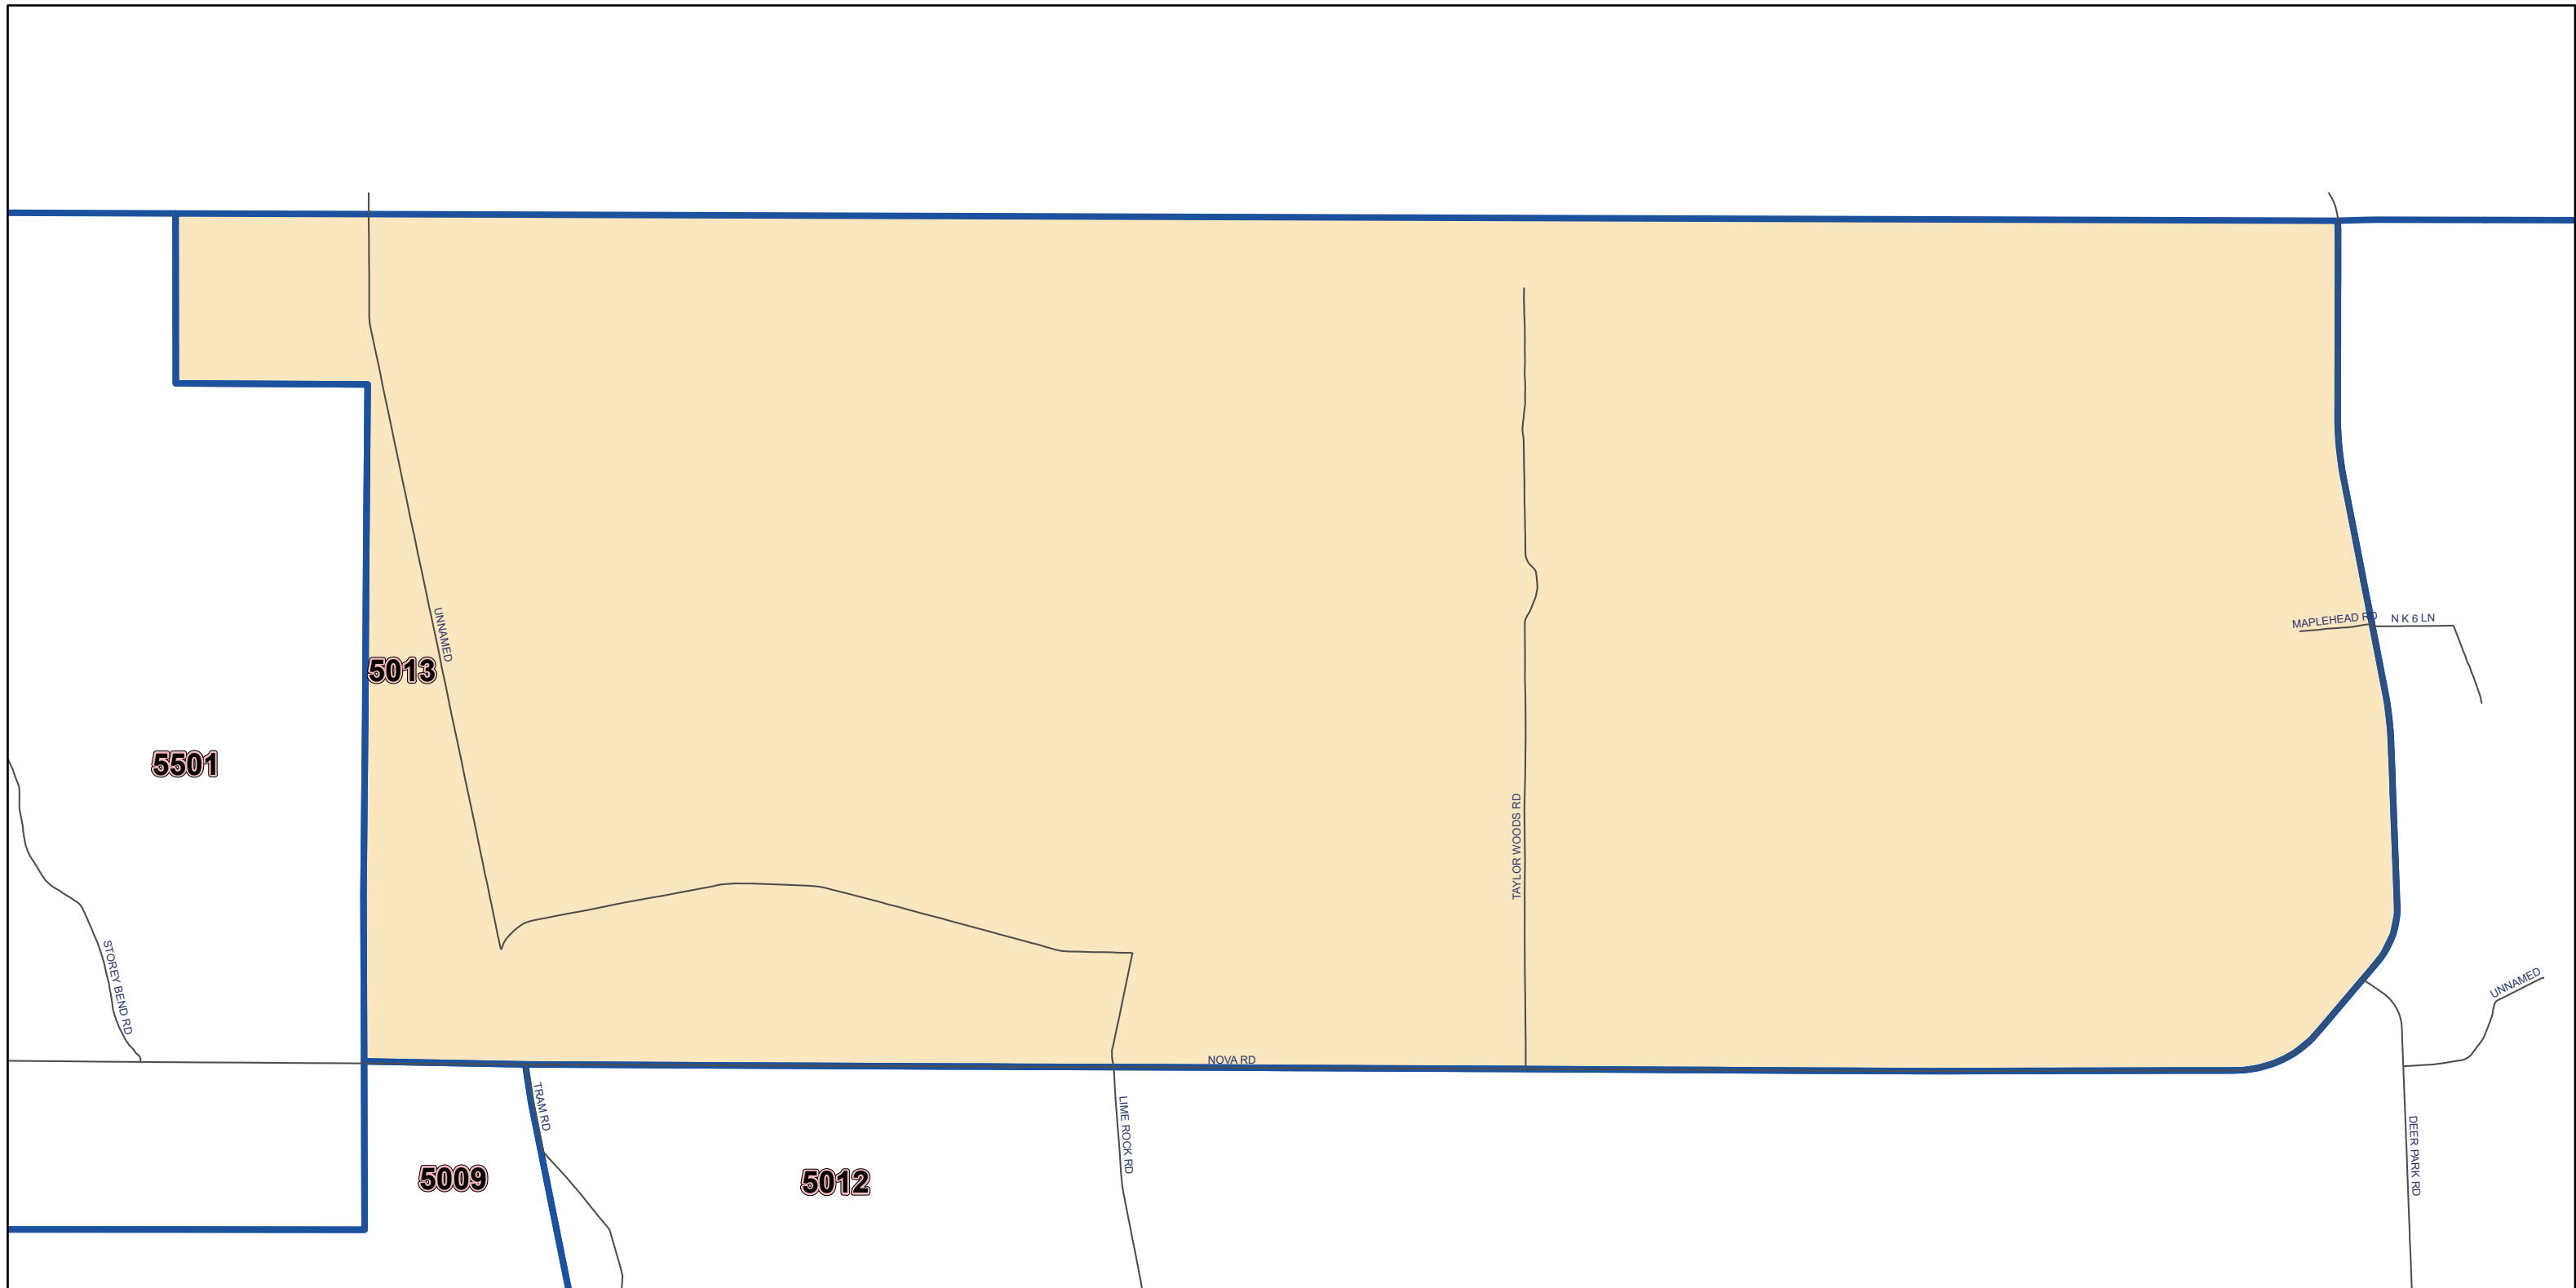 UNNAMED
MAPLEHEAD RD
N K 6 LN
5013
5501
TAYLOR WOODS RD
STOREY BEND RD
UNNAMED
NOVA RD
TRAM RD
LIME ROCK RD
DEER PARK RD
5009
5012